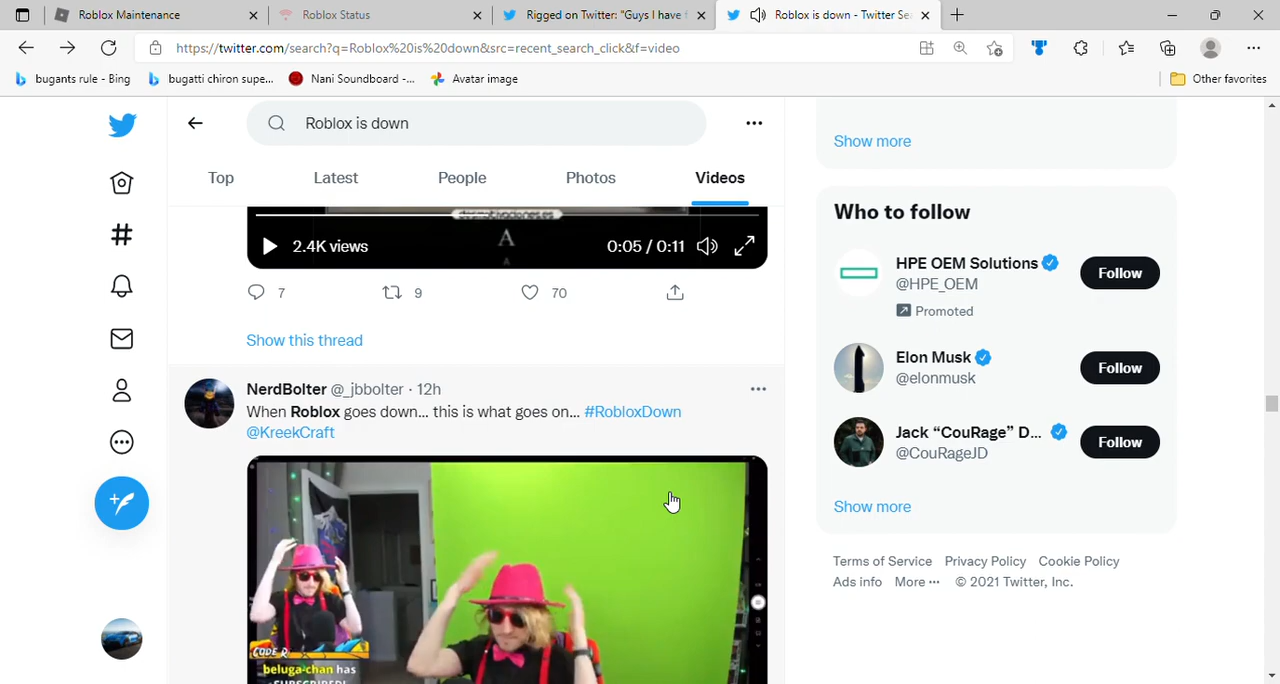 Roblox Maintenance
Roblox Status
Rigged on Twitter: "Guys I have
Roblox is down - Twitter Sea
https://twitter.com/search?q=Roblox%20is%20down&src=recent_search_click&f=video
bugants rule - Bing
bugatti chiron supe...
Nani Soundboard -...
Avatar image
Other favorites
Roblox is down
Top
Latest
People
Photos
Videos
2.4K views
0:05 / 0:11
7
9
70
Show this thread
NerdBolter @_jbbolter · 12h
When Roblox goes down... this is what goes on... #RobloxDown
@KreekCraft
CODE
beluga-chan has
SUBSCRIBED!
Show more
Who to follow
HPE OEM Solutions
@HPE_OEM
Promoted
Follow
Elon Musk
@elonmusk
Follow
Jack “CouRage” D...
@CouRageJD
Follow
Show more
Terms of Service Privacy Policy Cookie Policy
Ads info More ··· © 2021 Twitter, Inc.